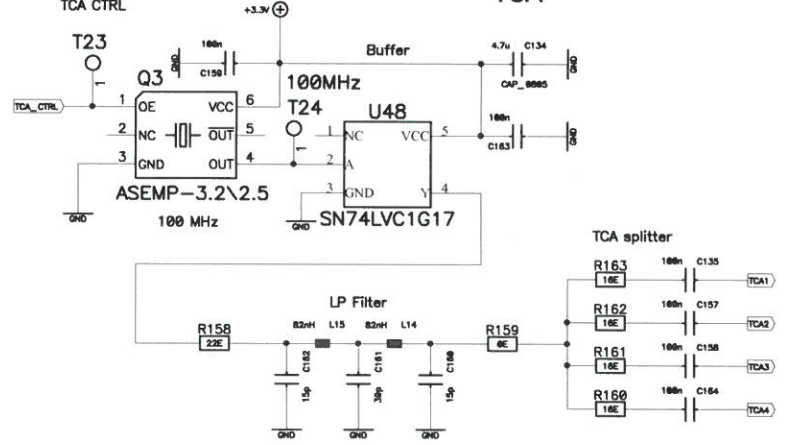 TCA CTRL
+3.3V
T23
100n
C159
GND
Buffer
4.7u C134
GND
CAP_0805
Q3
100MHz
T24
U48
1
TCA_CTRL
1 OE VCC 6
2 NC OUT 5
3 GND OUT 4
1
1 NC VCC 5
2 A
3 GND Y 4
100n
C163
GND
ASEMP-3.2\2.5
100 MHz
GND
GND
SN74LVC1G17
TCA splitter
R163 100n C135
16E TCA1
R162 100n C157
16E TCA2
R161 100n C158
16E TCA3
R160 100n C164
16E TCA4
LP Filter
R158 82nH L15 82nH L14 R159
22E 0E
C162
15p
C161
39p
C160
15p
GND
GND
GND